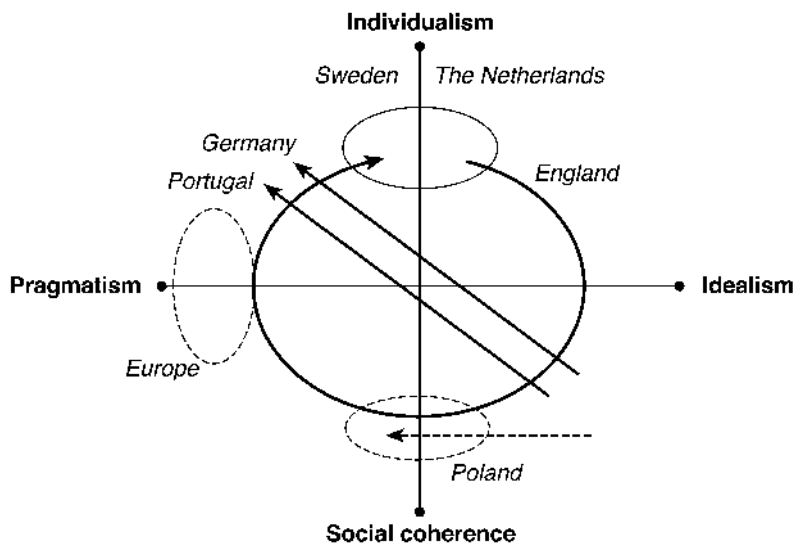 Individualism
Sweden
The Netherlands
Germany
England
Portugal
Pragmatism
Idealism
Europe
Poland
Social coherence